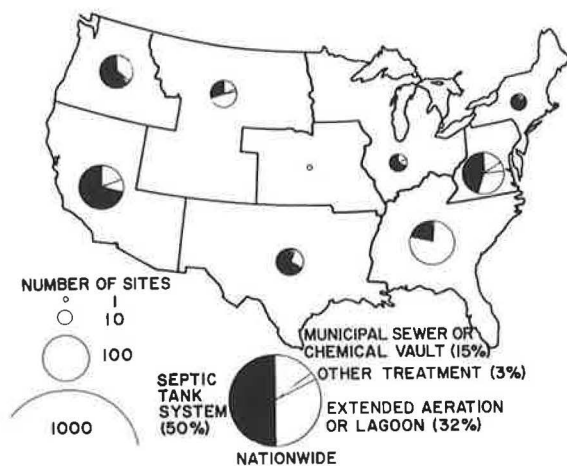 NUMBER OF SITES
1
10
100
1000
MUNICIPAL SEWER OR
CHEMICAL VAULT (15%)
OTHER TREATMENT (3%)
SEPTIC
TANK
SYSTEM
(50%)
EXTENDED AERATION
OR LAGOON (32%)
NATIONWIDE